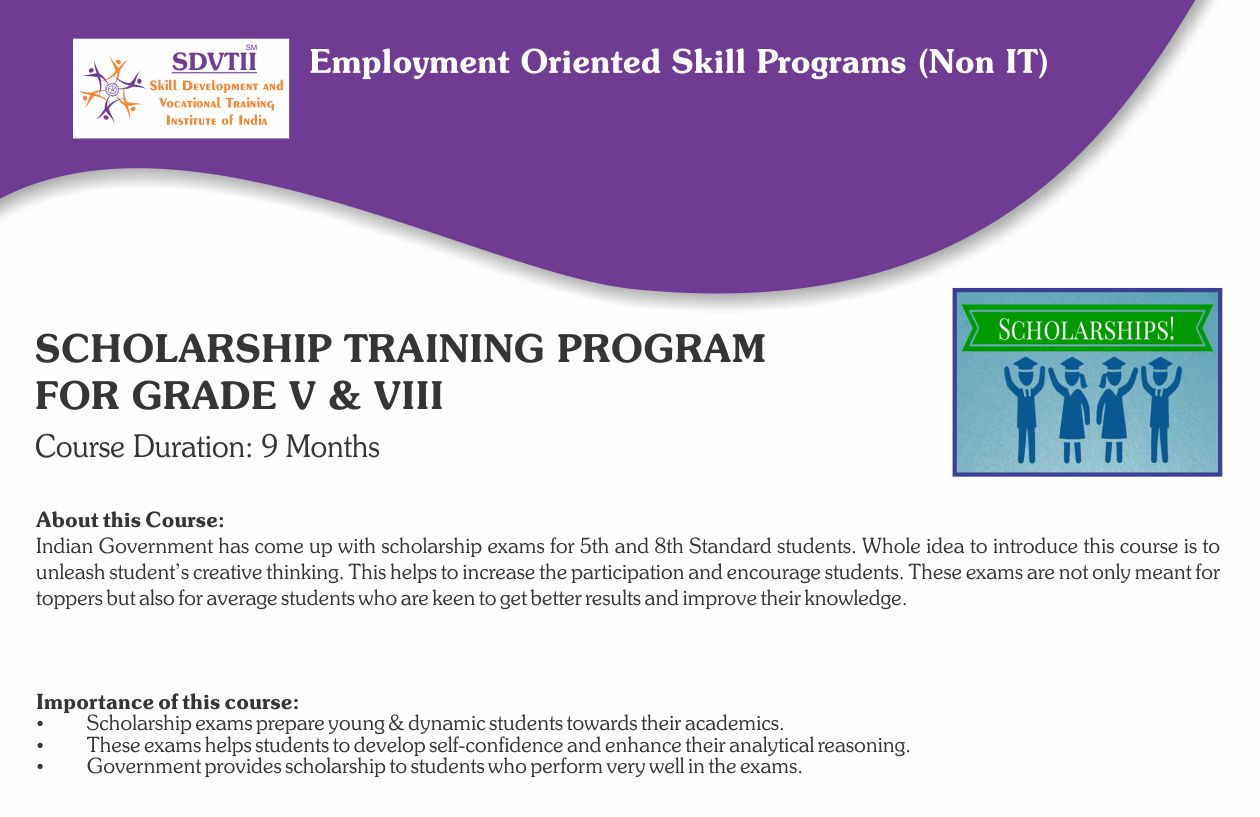 SDVTII SM
Skill Development and
Vocational Training
Institute of India
Employment Oriented Skill Programs (Non IT)
Scholarships!
SCHOLARSHIP TRAINING PROGRAM
FOR GRADE V & VIII
Course Duration: 9 Months
About this Course:
Indian Government has come up with scholarship exams for 5th and 8th Standard students. Whole idea to introduce this course is to
unleash student's creative thinking. This helps to increase the participation and encourage students. These exams are not only meant for
toppers but also for average students who are keen to get better results and improve their knowledge.
Importance of this course:
• Scholarship exams prepare young & dynamic students towards their academics.
• These exams helps students to develop self-confidence and enhance their analytical reasoning.
• Government provides scholarship to students who perform very well in the exams.